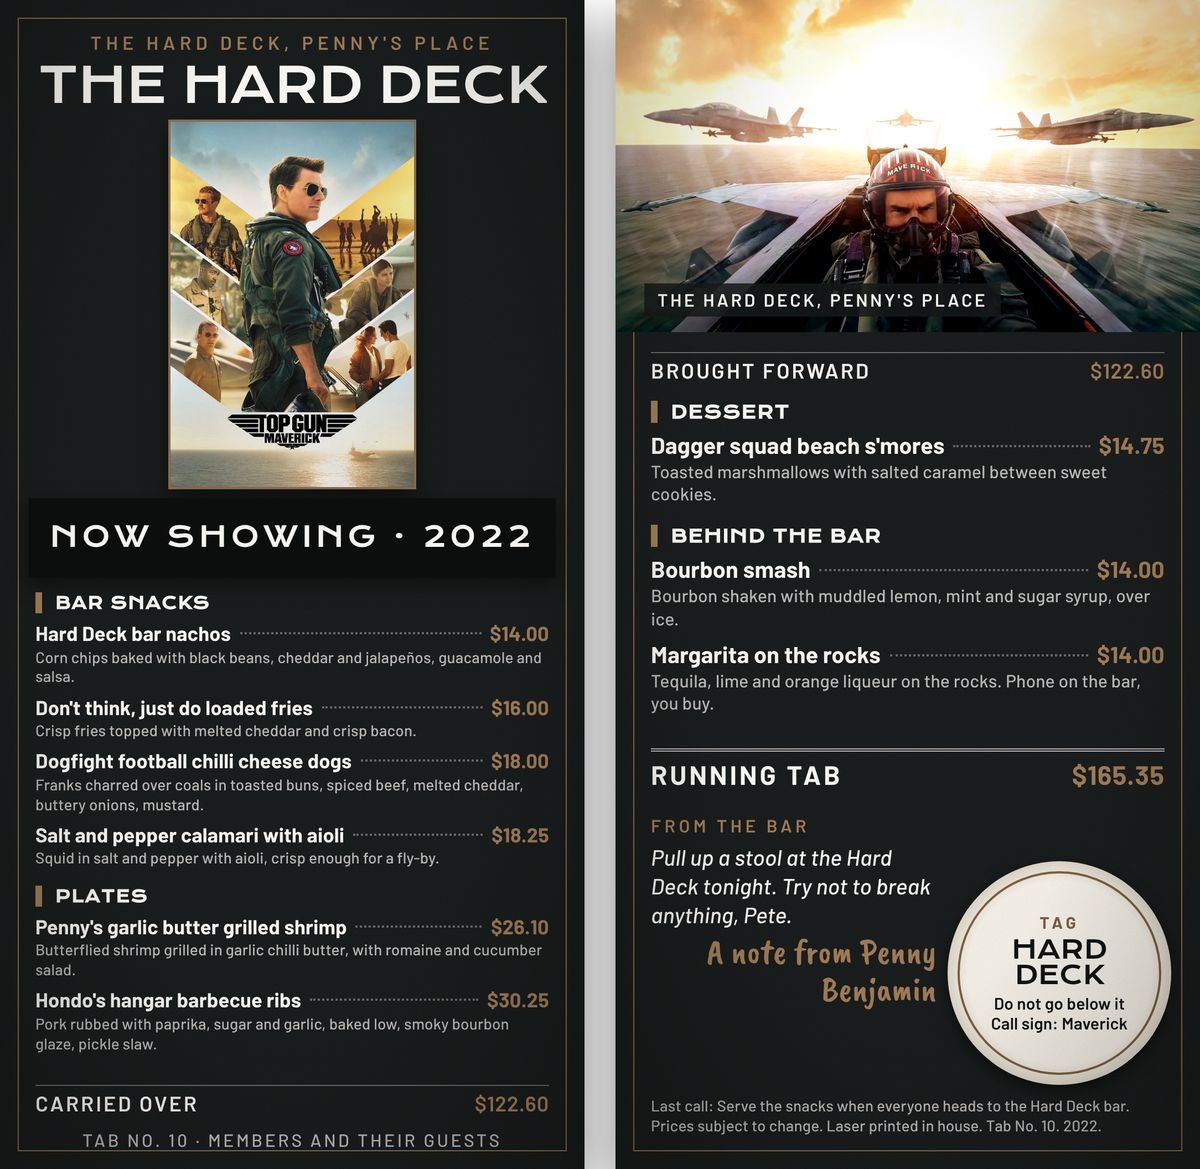 THE HARD DECK, PENNY'S PLACE
THE HARD DECK
TOP GUN
MAVERICK
NOW SHOWING · 2022
BAR SNACKS
Hard Deck bar nachos $14.00
Corn chips baked with black beans, cheddar and jalapeños, guacamole and
salsa.
Don't think, just do loaded fries $16.00
Crisp fries topped with melted cheddar and crisp bacon.
Dogfight football chilli cheese dogs $18.00
Franks charred over coals in toasted buns, spiced beef, melted cheddar,
buttery onions, mustard.
Salt and pepper calamari with aioli $18.25
Squid in salt and pepper with aioli, crisp enough for a fly-by.
PLATES
Penny's garlic butter grilled shrimp $26.10
Butterflied shrimp grilled in garlic chilli butter, with romaine and cucumber
salad.
Hondo's hangar barbecue ribs $30.25
Pork rubbed with paprika, sugar and garlic, baked low, smoky bourbon
glaze, pickle slaw.
CARRIED OVER $122.60
TAB NO. 10 · MEMBERS AND THEIR GUESTS
MAVERICK
THE HARD DECK, PENNY'S PLACE
BROUGHT FORWARD $122.60
DESSERT
Dagger squad beach s'mores $14.75
Toasted marshmallows with salted caramel between sweet
cookies.
BEHIND THE BAR
Bourbon smash $14.00
Bourbon shaken with muddled lemon, mint and sugar syrup, over
ice.
Margarita on the rocks $14.00
Tequila, lime and orange liqueur on the rocks. Phone on the bar,
you buy.
RUNNING TAB $165.35
FROM THE BAR
Pull up a stool at the Hard
Deck tonight. Try not to break
anything, Pete.
A note from Penny
Benjamin
TAG
HARD
DECK
Do not go below it
Call sign: Maverick
Last call: Serve the snacks when everyone heads to the Hard Deck bar.
Prices subject to change. Laser printed in house. Tab No. 10. 2022.